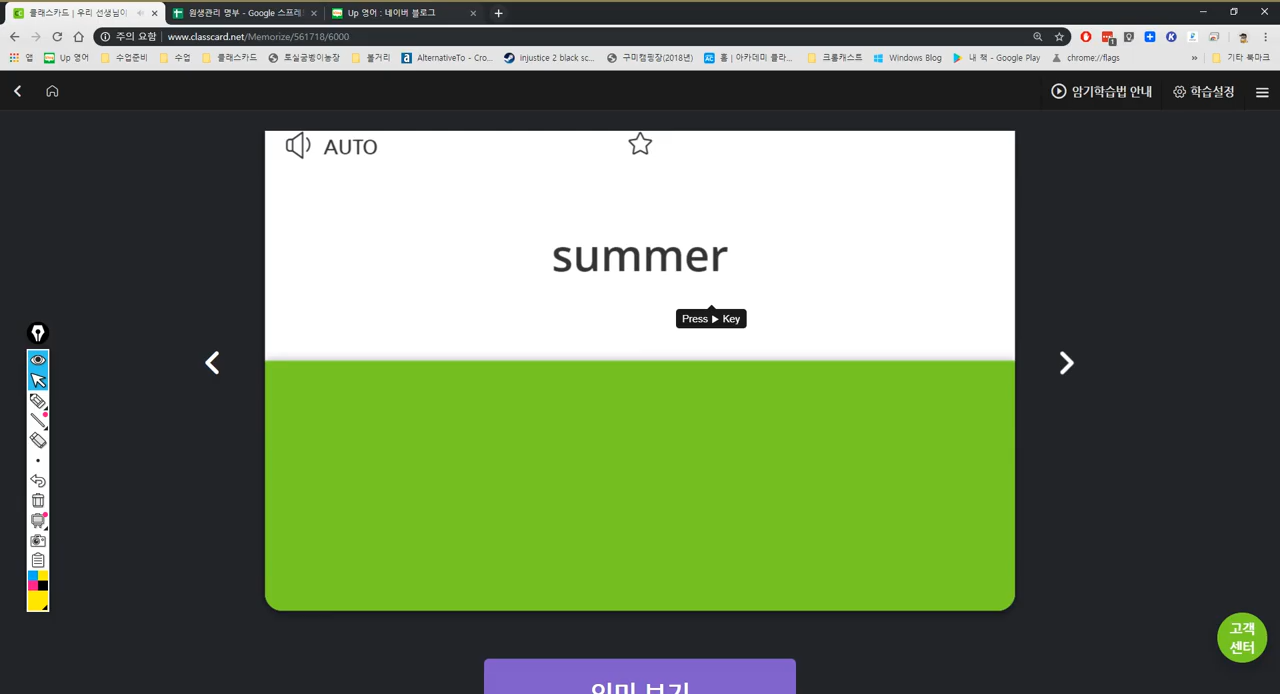 클래스카드 | 우리 선생님이
원생관리 명부 - Google 스프레
Up 영어 : 네이버 블로그
주의 요함
www.classcard.net/Memorize/561718/6000
앱
Up 영어
수업준비
수업
클래스카드
토실굼벵이농장
볼거리
AlternativeTo - Cro...
Injustice 2 black sc...
구미캠핑장(2018년)
홈 | 아카데미 클라...
크롬캐스트
Windows Blog
내 책 - Google Play
chrome://flags
»
기타 북마크
암기학습법 안내
학습설정
AUTO
summer
Press ▶ Key
고객
센터
의미 보기